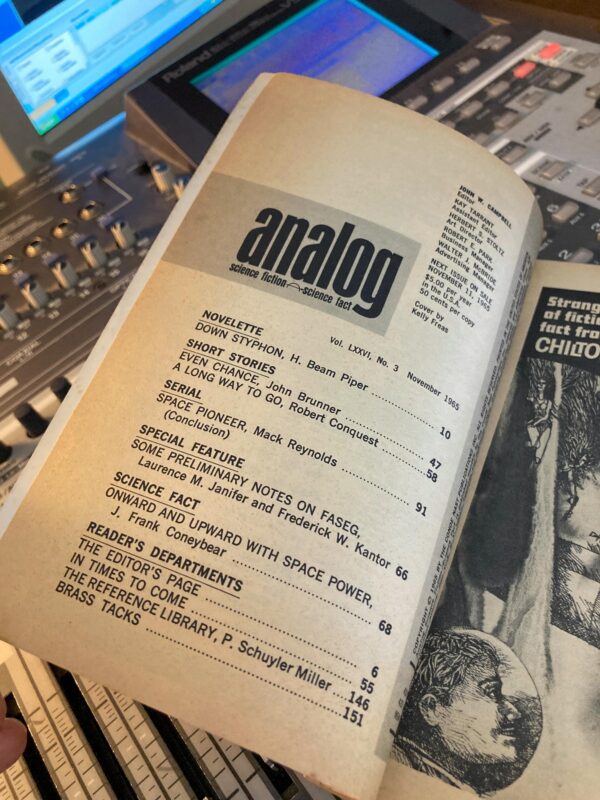 Roland
analog
science fiction science fact
JOHN W. CAMPBELL
Editor
KAY TARRANT
Assistant Editor
HERBERT S. STOLTZ
Art Director
ROBERT E. PARK
Business Manager
WALTER J. McBRIDE
Advertising Manager
NEXT ISSUE ON SALE
NOVEMBER 11, 1965
$5.00 per year
in the U.S.A.
50 cents per copy
Cover by
Kelly Freas
Vol. LXXVI, No. 3 November 1965
NOVELETTE
DOWN STYPHON, H. Beam Piper ........ 10
SHORT STORIES
EVEN CHANCE, John Brunner ........ 47
A LONG WAY TO GO, Robert Conquest ........ 58
SERIAL
SPACE PIONEER, Mack Reynolds ........ 91
(Conclusion)
SPECIAL FEATURE
SOME PRELIMINARY NOTES ON FASEG,
Laurence M. Janifer and Frederick W. Kantor 66
SCIENCE FACT
ONWARD AND UPWARD WITH SPACE POWER,
J. Frank Coneybear ........ 68
READER'S DEPARTMENTS
THE EDITOR'S PAGE ........ 6
IN TIMES TO COME ........ 55
THE REFERENCE LIBRARY, P. Schuyler Miller ... 146
BRASS TACKS ........ 151
Strang
of fictio
fact fro
CHILTO